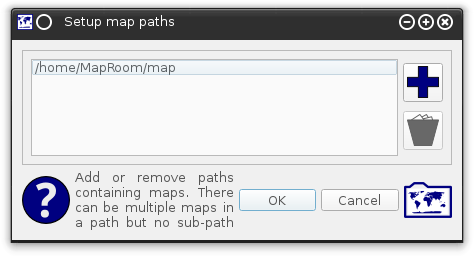 Setup map paths
/home/MapRoom/map
Add or remove paths
containing maps. There
can be multiple maps in
a path but no sub-path
OK
Cancel